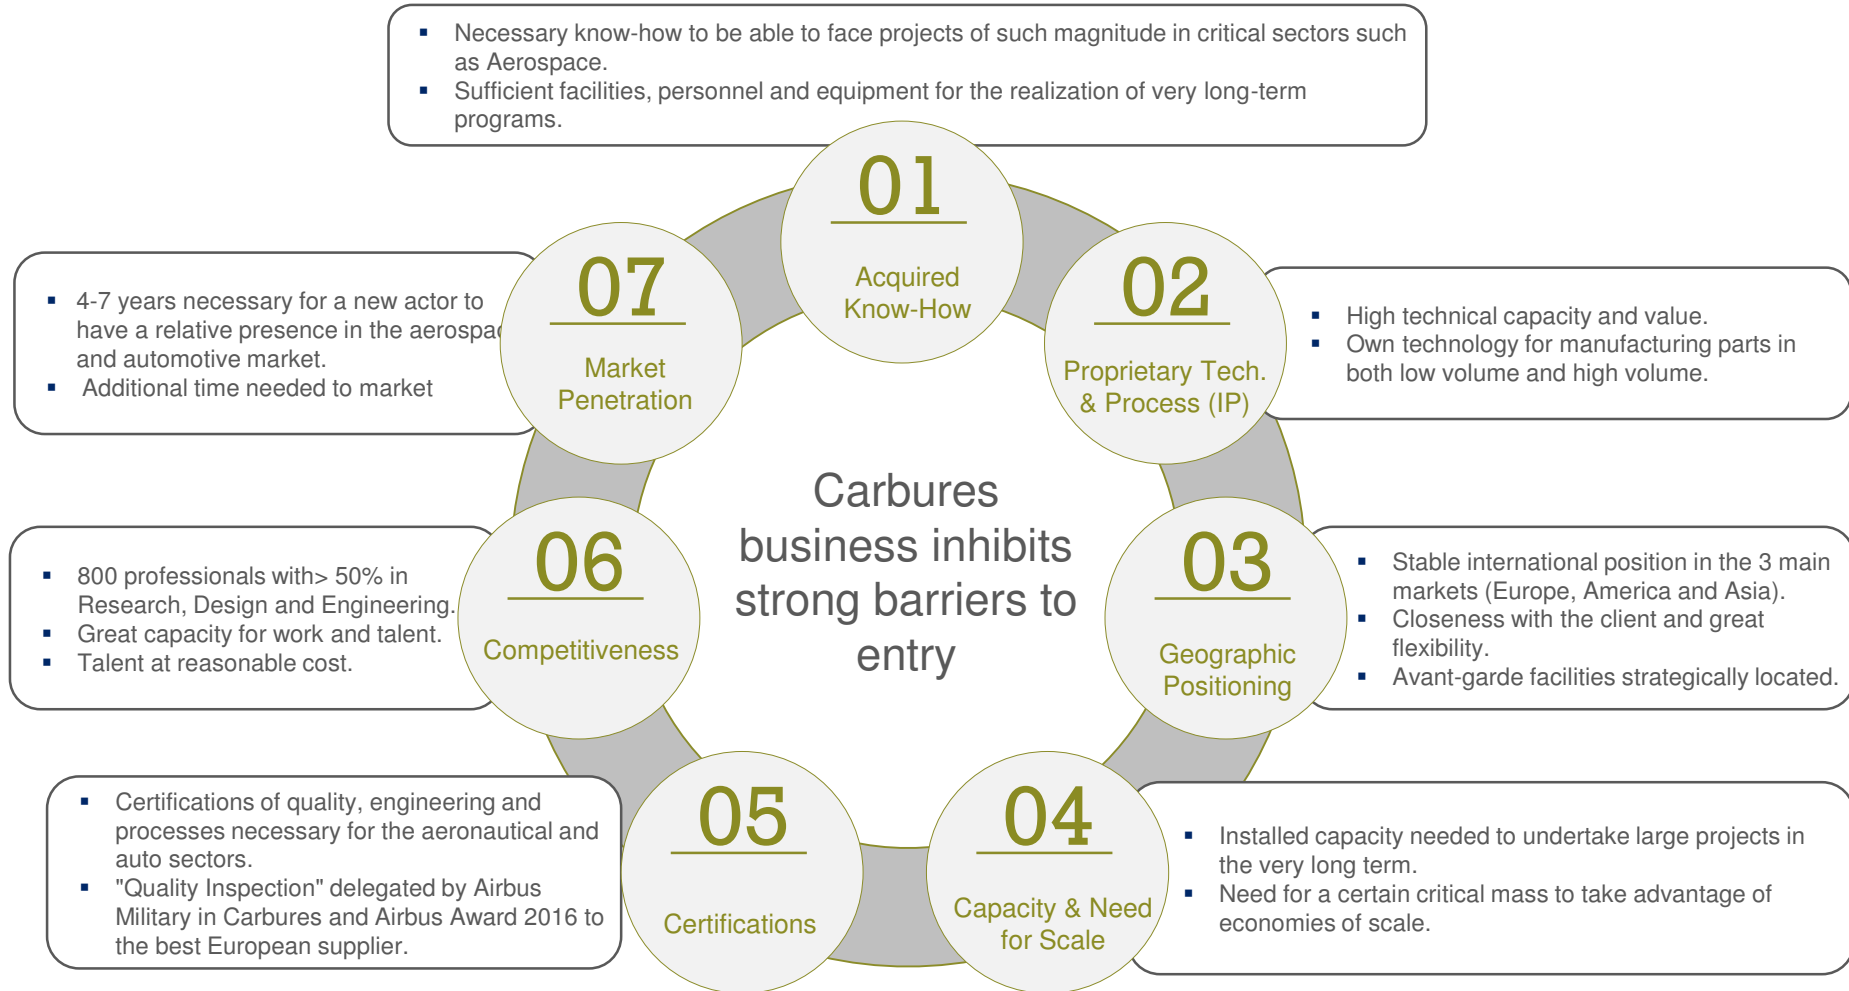 ▪ Necessary know-how to be able to face projects of such magnitude in critical sectors such
as Aerospace.
▪ Sufficient facilities, personnel and equipment for the realization of very long-term
programs.
01
Acquired
Know-How
02
Proprietary Tech.
& Process (IP)
▪ High technical capacity and value.
▪ Own technology for manufacturing parts in
both low volume and high volume.
03
Geographic
Positioning
▪ Stable international position in the 3 main
markets (Europe, America and Asia).
▪ Closeness with the client and great
flexibility.
▪ Avant-garde facilities strategically located.
04
Capacity & Need
for Scale
▪ Installed capacity needed to undertake large projects in
the very long term.
▪ Need for a certain critical mass to take advantage of
economies of scale.
05
Certifications
▪ Certifications of quality, engineering and
processes necessary for the aeronautical and
auto sectors.
▪ "Quality Inspection" delegated by Airbus
Military in Carbures and Airbus Award 2016 to
the best European supplier.
06
Competitiveness
▪ 800 professionals with> 50% in
Research, Design and Engineering.
▪ Great capacity for work and talent.
▪ Talent at reasonable cost.
07
Market
Penetration
▪ 4-7 years necessary for a new actor to
have a relative presence in the aerospac
and automotive market.
▪ Additional time needed to market
Carbures
business inhibits
strong barriers to
entry